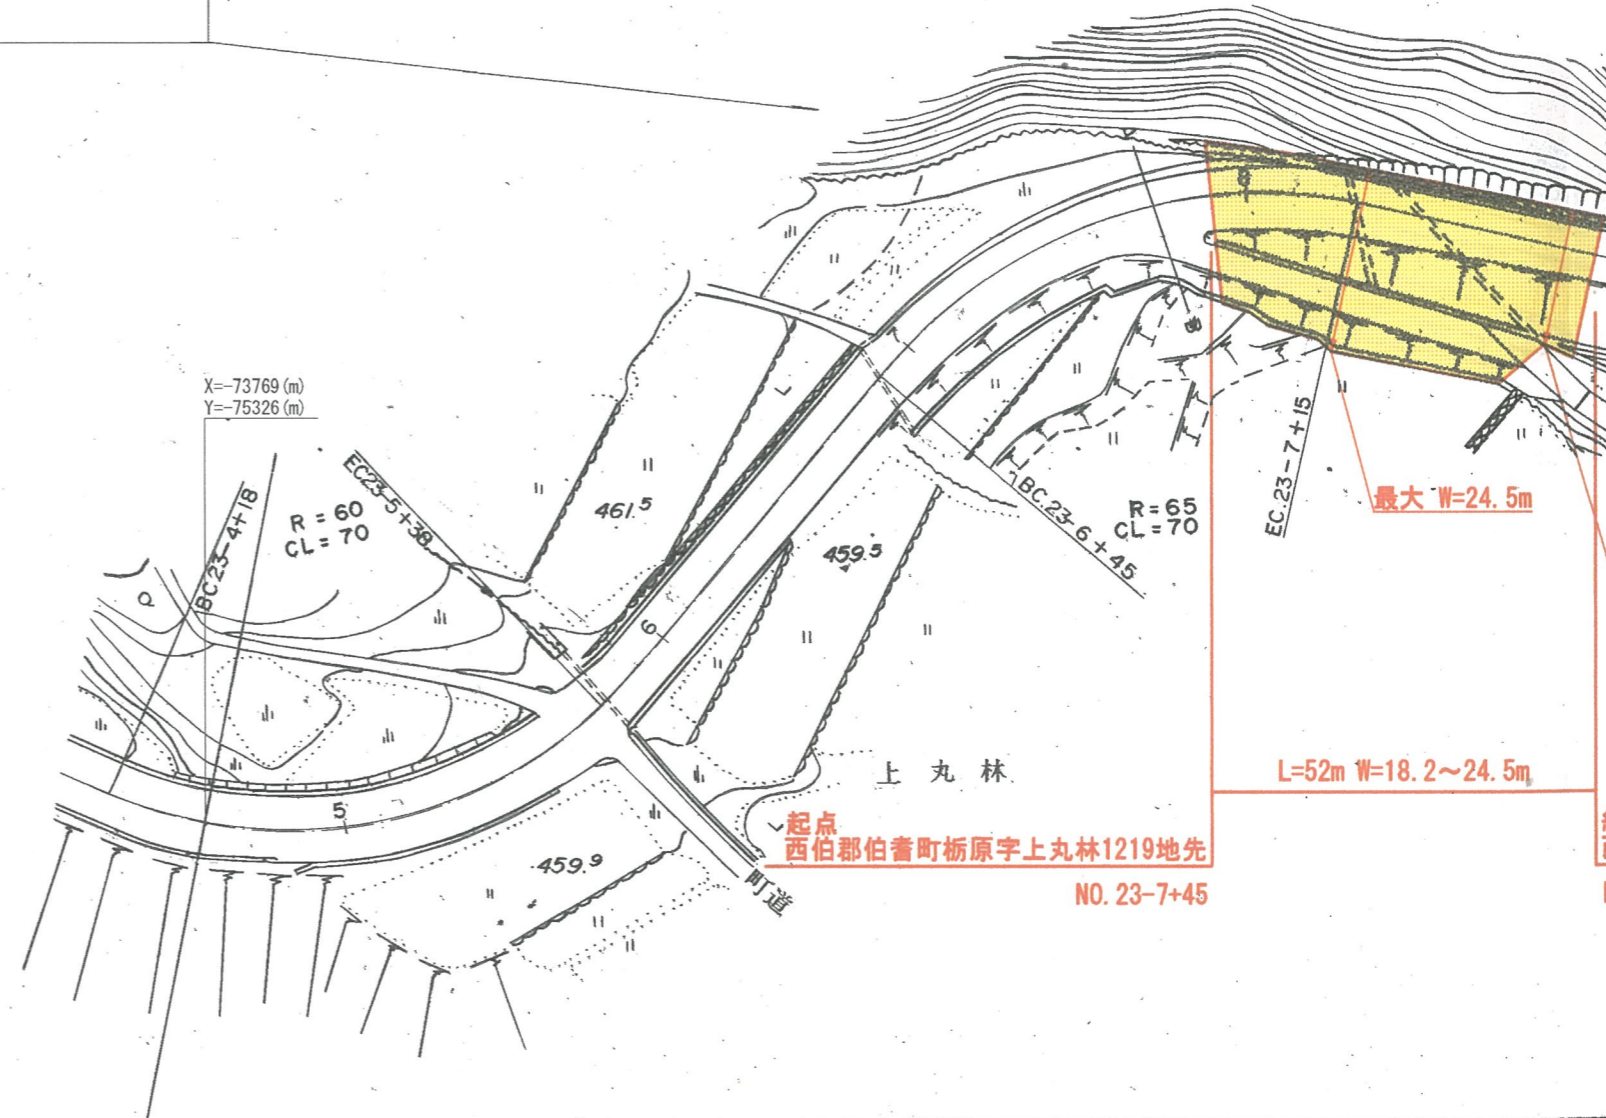 8
X=-73769(m)
Y=-75326(m)
BC23-4+18
R=60
CL=70
EC23-5+38
461.5
459.5
BC.23-6+45
R=65
CL=70
EC.23-7+15
最大 W=24.5m
6
5
上丸林
L=52m W=18.2～24.5m
起点
西伯郡伯耆町栃原字上丸林1219地先
NO.23-7+45
459.9
町道